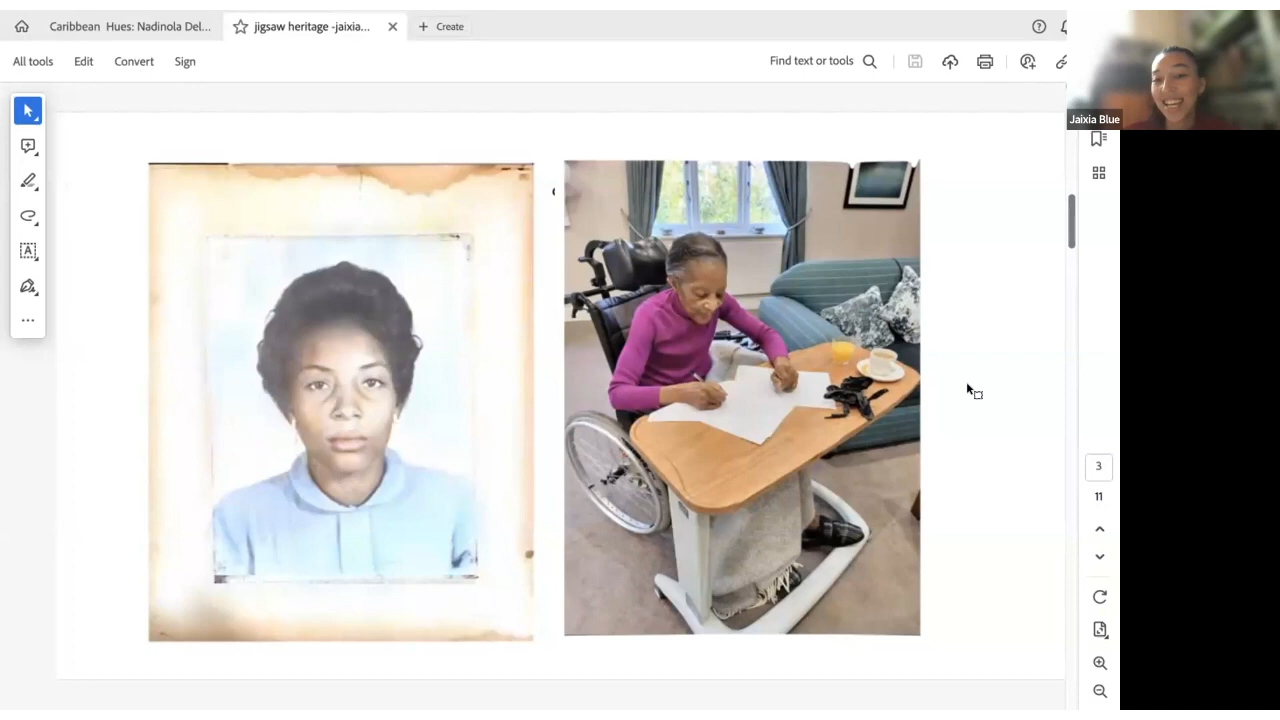 Caribbean Hues: Nadinola Del...
jigsaw heritage -jaixia...
Create
All tools
Edit
Convert
Sign
Find text or tools
Jaixia Blue
3
11